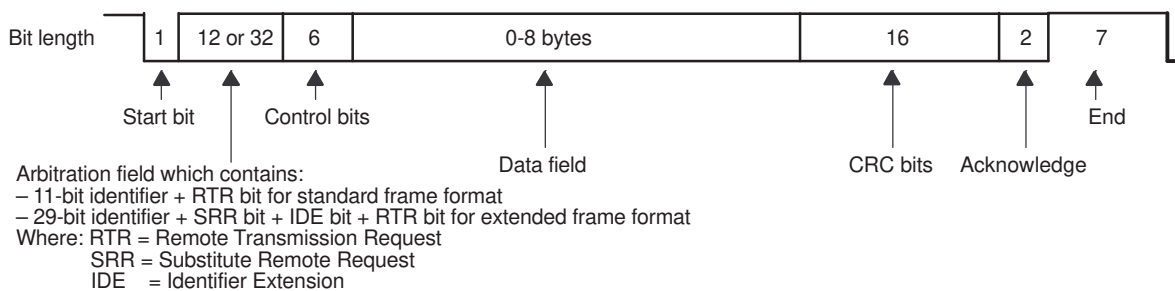 Bit length 1 12 or 32 6 0-8 bytes 16 2 7
Start bit Control bits End
Data field CRC bits Acknowledge
Arbitration field which contains:
– 11-bit identifier + RTR bit for standard frame format
– 29-bit identifier + SRR bit + IDE bit + RTR bit for extended frame format
Where: RTR = Remote Transmission Request
SRR = Substitute Remote Request
IDE = Identifier Extension